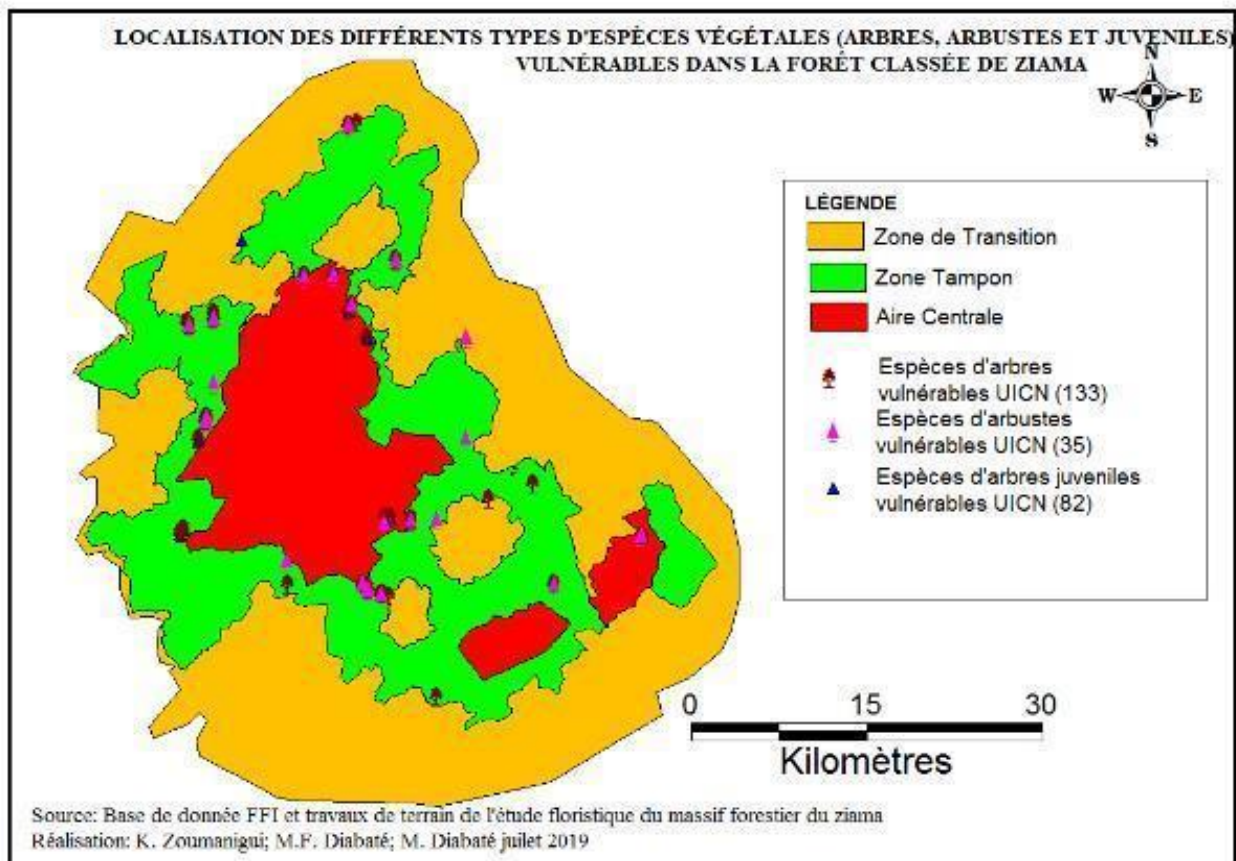 LOCALISATION DES DIFFÉRENTS TYPES D'ESPÈCES VÉGÉTALES (ARBRES, ARBUSTES ET JUVENILES)
VULNÉRABLES DANS LA FORÊT CLASSÉE DE ZIAMA
N
W E
S
LÉGENDE
Zone de Transition
Zone Tampon
Aire Centrale
Espèces d'arbres
vulnérables UICN (133)
Espèces d'arbustes
vulnérables UICN (35)
Espèces d'arbres juveniles
vulnérables UICN (82)
0 15 30
Kilomètres
Source: Base de donnée FFI et travaux de terrain de l'étude floristique du massif forestier du ziama
Réalisation: K. Zoumanigui; M.F. Diabaté; M. Diabaté juilet 2019